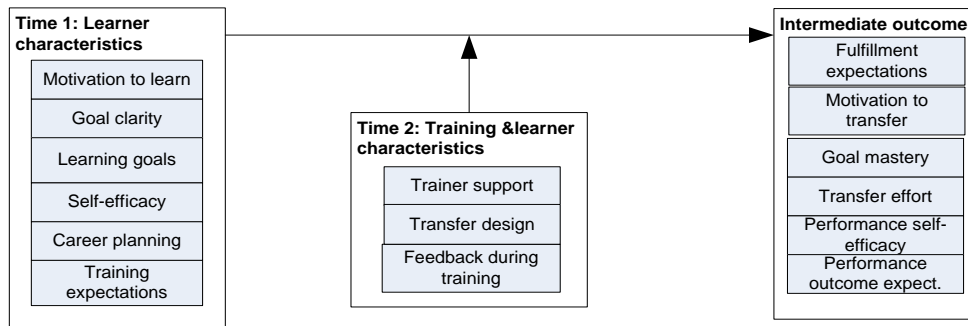 Time 1: Learner
characteristics
Motivation to learn
Goal clarity
Learning goals
Self-efficacy
Career planning
Training
expectations
Time 2: Training &learner
characteristics
Trainer support
Transfer design
Feedback during
training
Intermediate outcome
Fulfillment
expectations
Motivation to
transfer
Goal mastery
Transfer effort
Performance self-
efficacy
Performance
outcome expect.